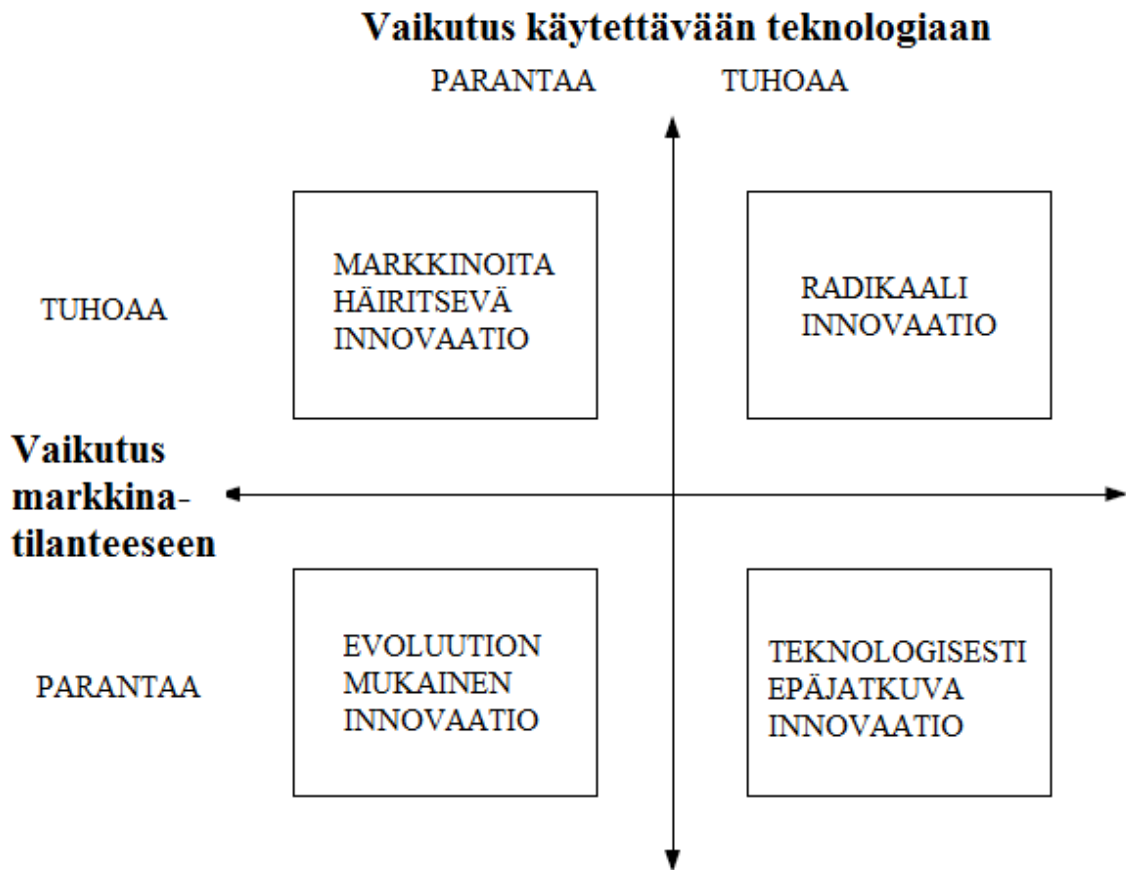 Vaikutus käytettävään teknologiaan
PARANTAA TUHOAA
TUHOAA
MARKKINOITA
HÄIRITSEVÄ
INNOVAATIO
RADIKAALI
INNOVAATIO
Vaikutus
markkina-
tilanteeseen
PARANTAA
EVOLUUTION
MUKAINEN
INNOVAATIO
TEKNOLOGISESTI
EPÄJATKUVA
INNOVAATIO